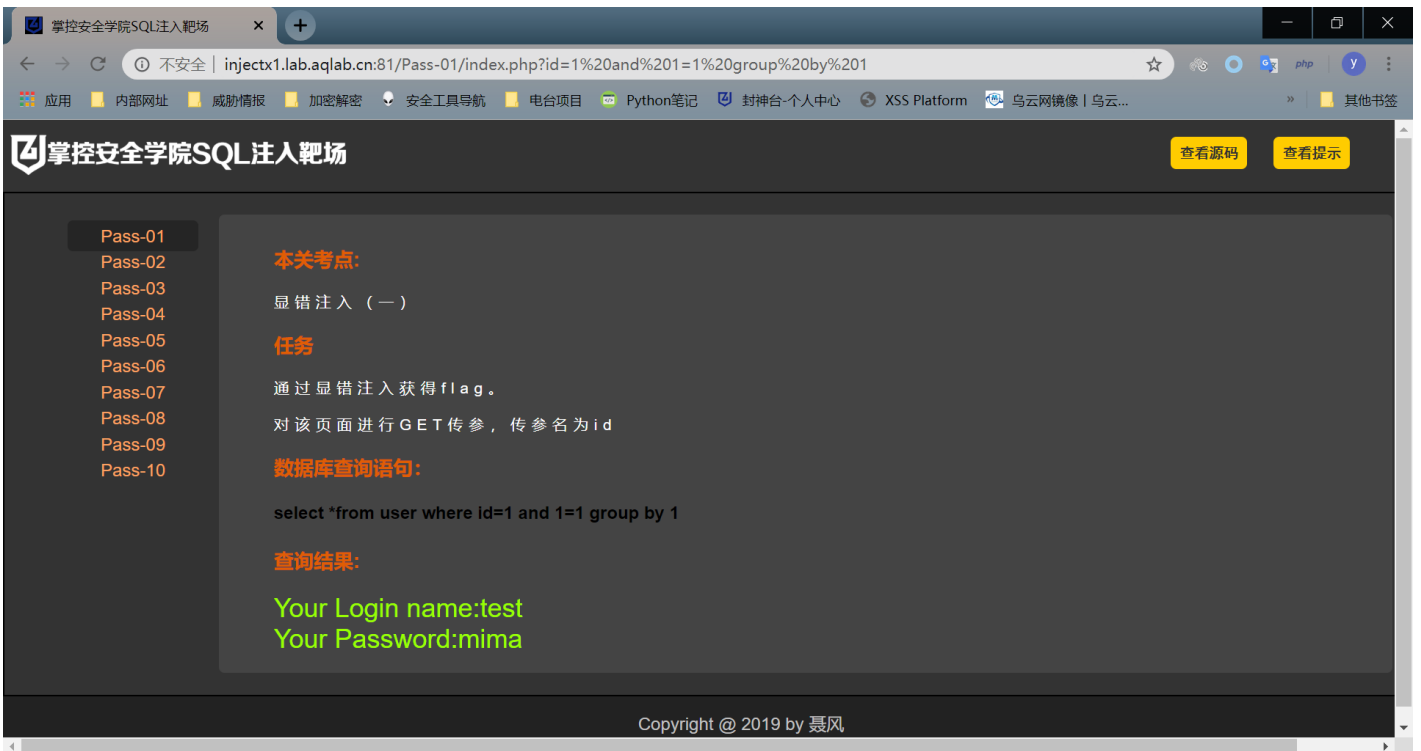 掌控安全学院SQL注入靶场
不安全 | injectx1.lab.aqlab.cn:81/Pass-01/index.php?id=1%20and%201=1%20group%20by%201
php
y
应用 内部网址 威胁情报 加密解密 安全工具导航 电台项目 Python笔记 封神台-个人中心 XSS Platform 乌云网镜像 | 乌云... » 其他书签
掌控安全学院SQL注入靶场
查看源码 查看提示
Pass-01
Pass-02
Pass-03
Pass-04
Pass-05
Pass-06
Pass-07
Pass-08
Pass-09
Pass-10
本关考点:
显错注入 (一)
任务
通过显错注入获得flag。
对该页面进行GET传参, 传参名为id
数据库查询语句:
select *from user where id=1 and 1=1 group by 1
查询结果:
Your Login name:test
Your Password:mima
Copyright @ 2019 by 聂风